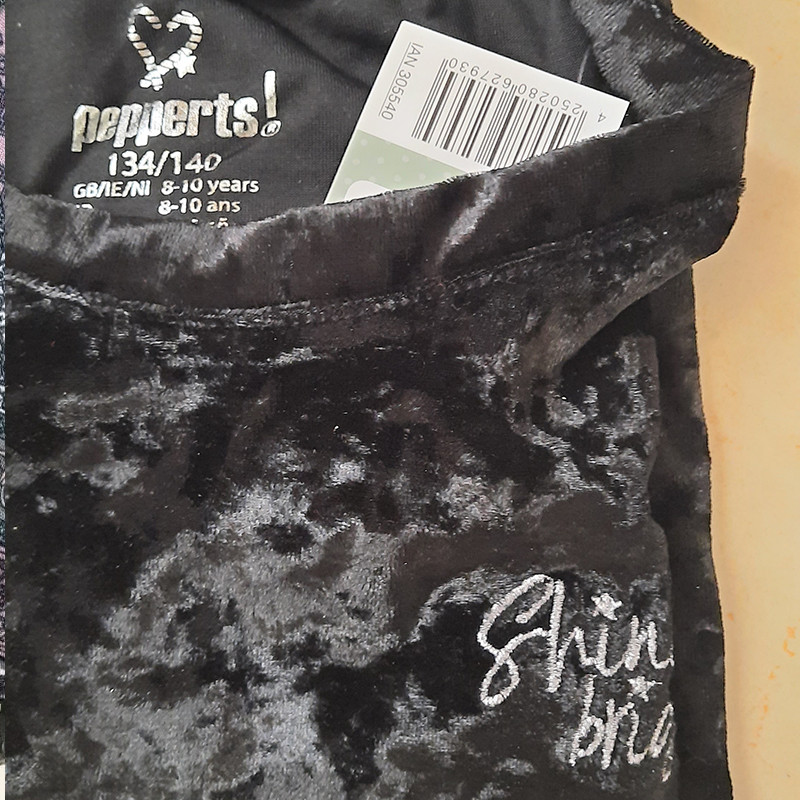 pepperts!®
134/140
GB/IE/NI 8-10 years
8-10 ans
IAN 305540
4 250280 627930
Shin
brig